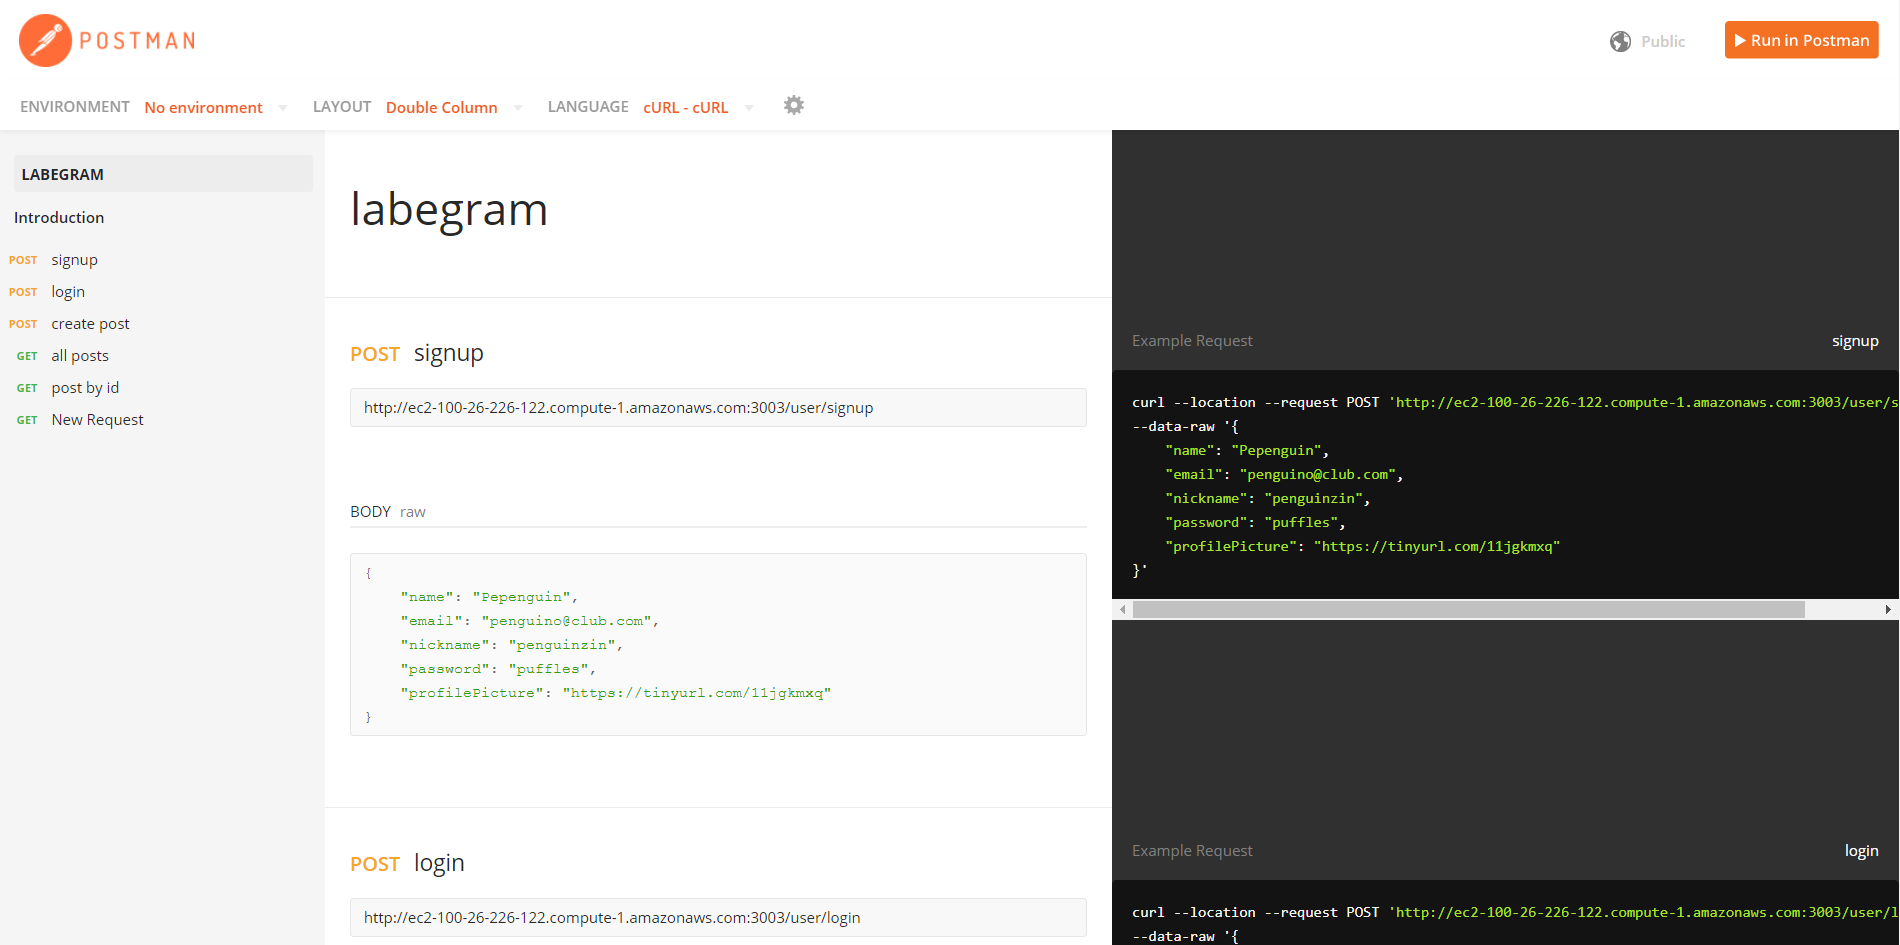 POSTMAN
Public
Run in Postman
ENVIRONMENT No environment LAYOUT Double Column LANGUAGE cURL - cURL
LABEGRAM
Introduction
POST signup
POST login
POST create post
GET all posts
GET post by id
GET New Request
labegram
POST signup
http://ec2-100-26-226-122.compute-1.amazonaws.com:3003/user/signup
BODY raw
{
"name": "Pepenguin",
"email": "penguino@club.com",
"nickname": "penguinzin",
"password": "puffles",
"profilePicture": "https://tinyurl.com/11jgkmxq"
}
POST login
http://ec2-100-26-226-122.compute-1.amazonaws.com:3003/user/login
Example Request signup
curl --location --request POST 'http://ec2-100-26-226-122.compute-1.amazonaws.com:3003/user/s
--data-raw '{
"name": "Pepenguin",
"email": "penguino@club.com",
"nickname": "penguinzin",
"password": "puffles",
"profilePicture": "https://tinyurl.com/11jgkmxq"
}'
Example Request login
curl --location --request POST 'http://ec2-100-26-226-122.compute-1.amazonaws.com:3003/user/l
--data-raw '{